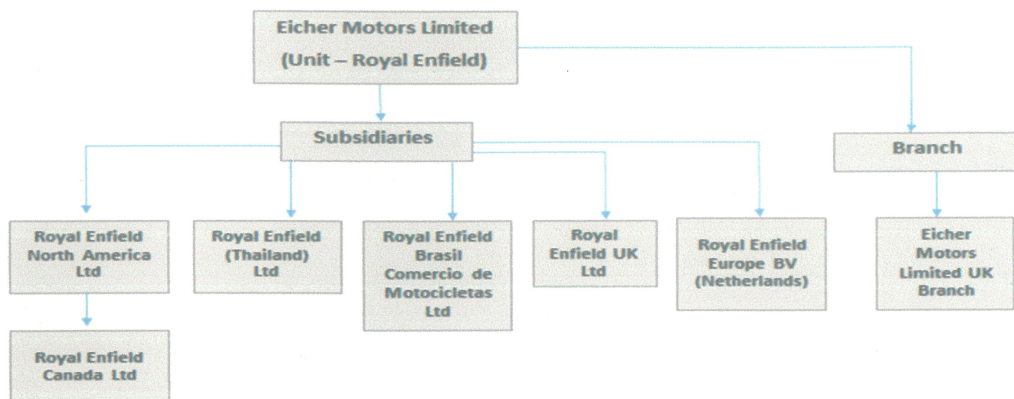 Eicher Motors Limited
(Unit – Royal Enfield)
Subsidiaries
Branch
Royal Enfield
North America
Ltd
Royal Enfield
(Thailand)
Ltd
Royal Enfield
Brasil
Comercio de
Motocicletas
Ltd
Royal
Enfield UK
Ltd
Royal Enfield
Europe BV
(Netherlands)
Eicher
Motors
Limited UK
Branch
Royal Enfield
Canada Ltd